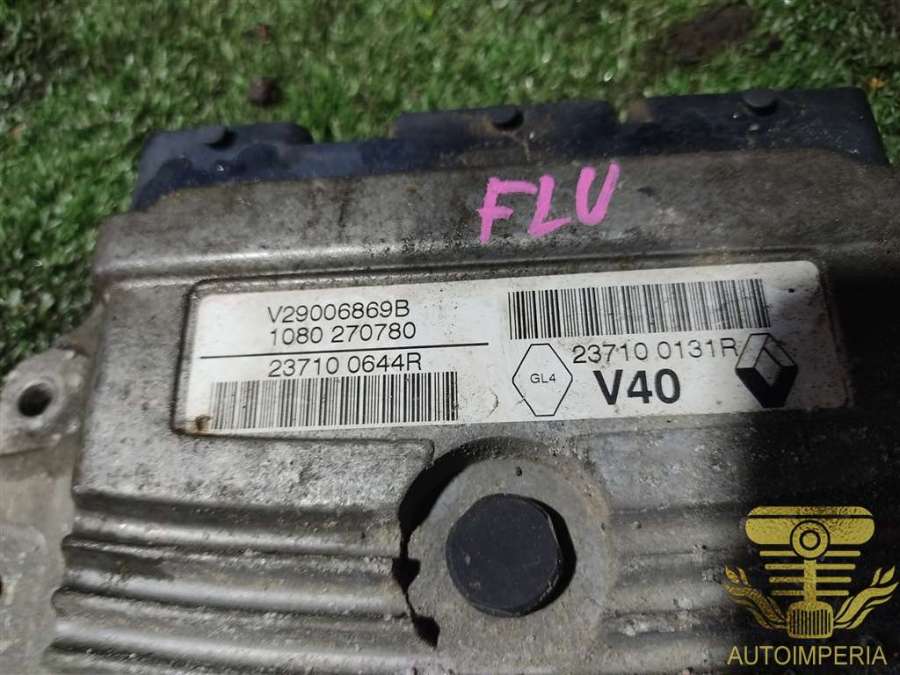 FLU
V29006869B
1080 270780
23710 0644R
23710 0131R
GL4
V40
AUTOIMPERIA